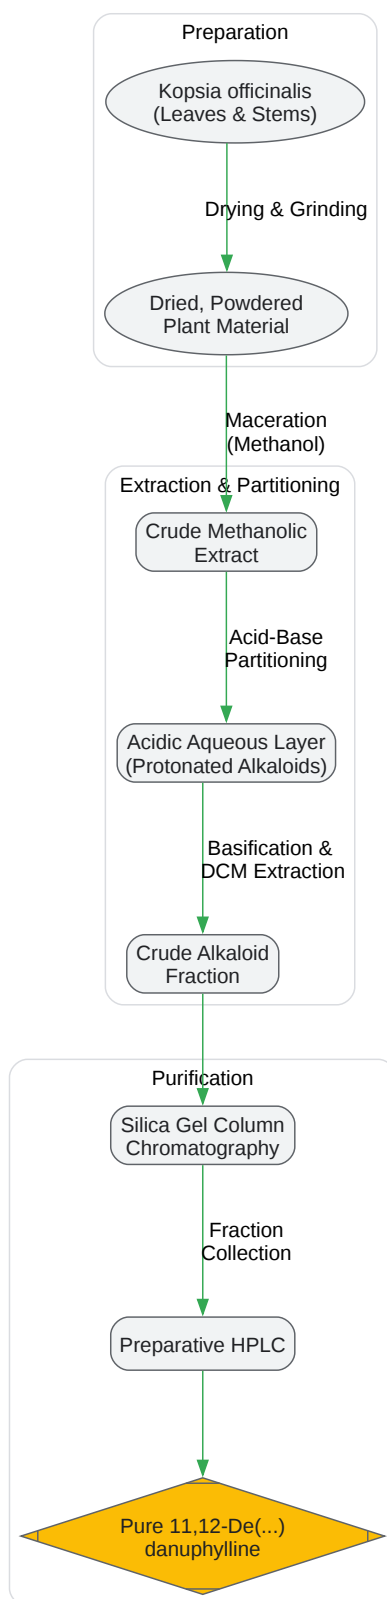 Preparation
Kopsia officinalis
(Leaves & Stems)
Drying & Grinding
Dried, Powdered
Plant Material
Maceration
(Methanol)
Extraction & Partitioning
Crude Methanolic
Extract
Acid-Base
Partitioning
Acidic Aqueous Layer
(Protonated Alkaloids)
Basification &
DCM Extraction
Crude Alkaloid
Fraction
Purification
Silica Gel Column
Chromatography
Fraction
Collection
Preparative HPLC
Pure 11,12-De(...)
danuphylline